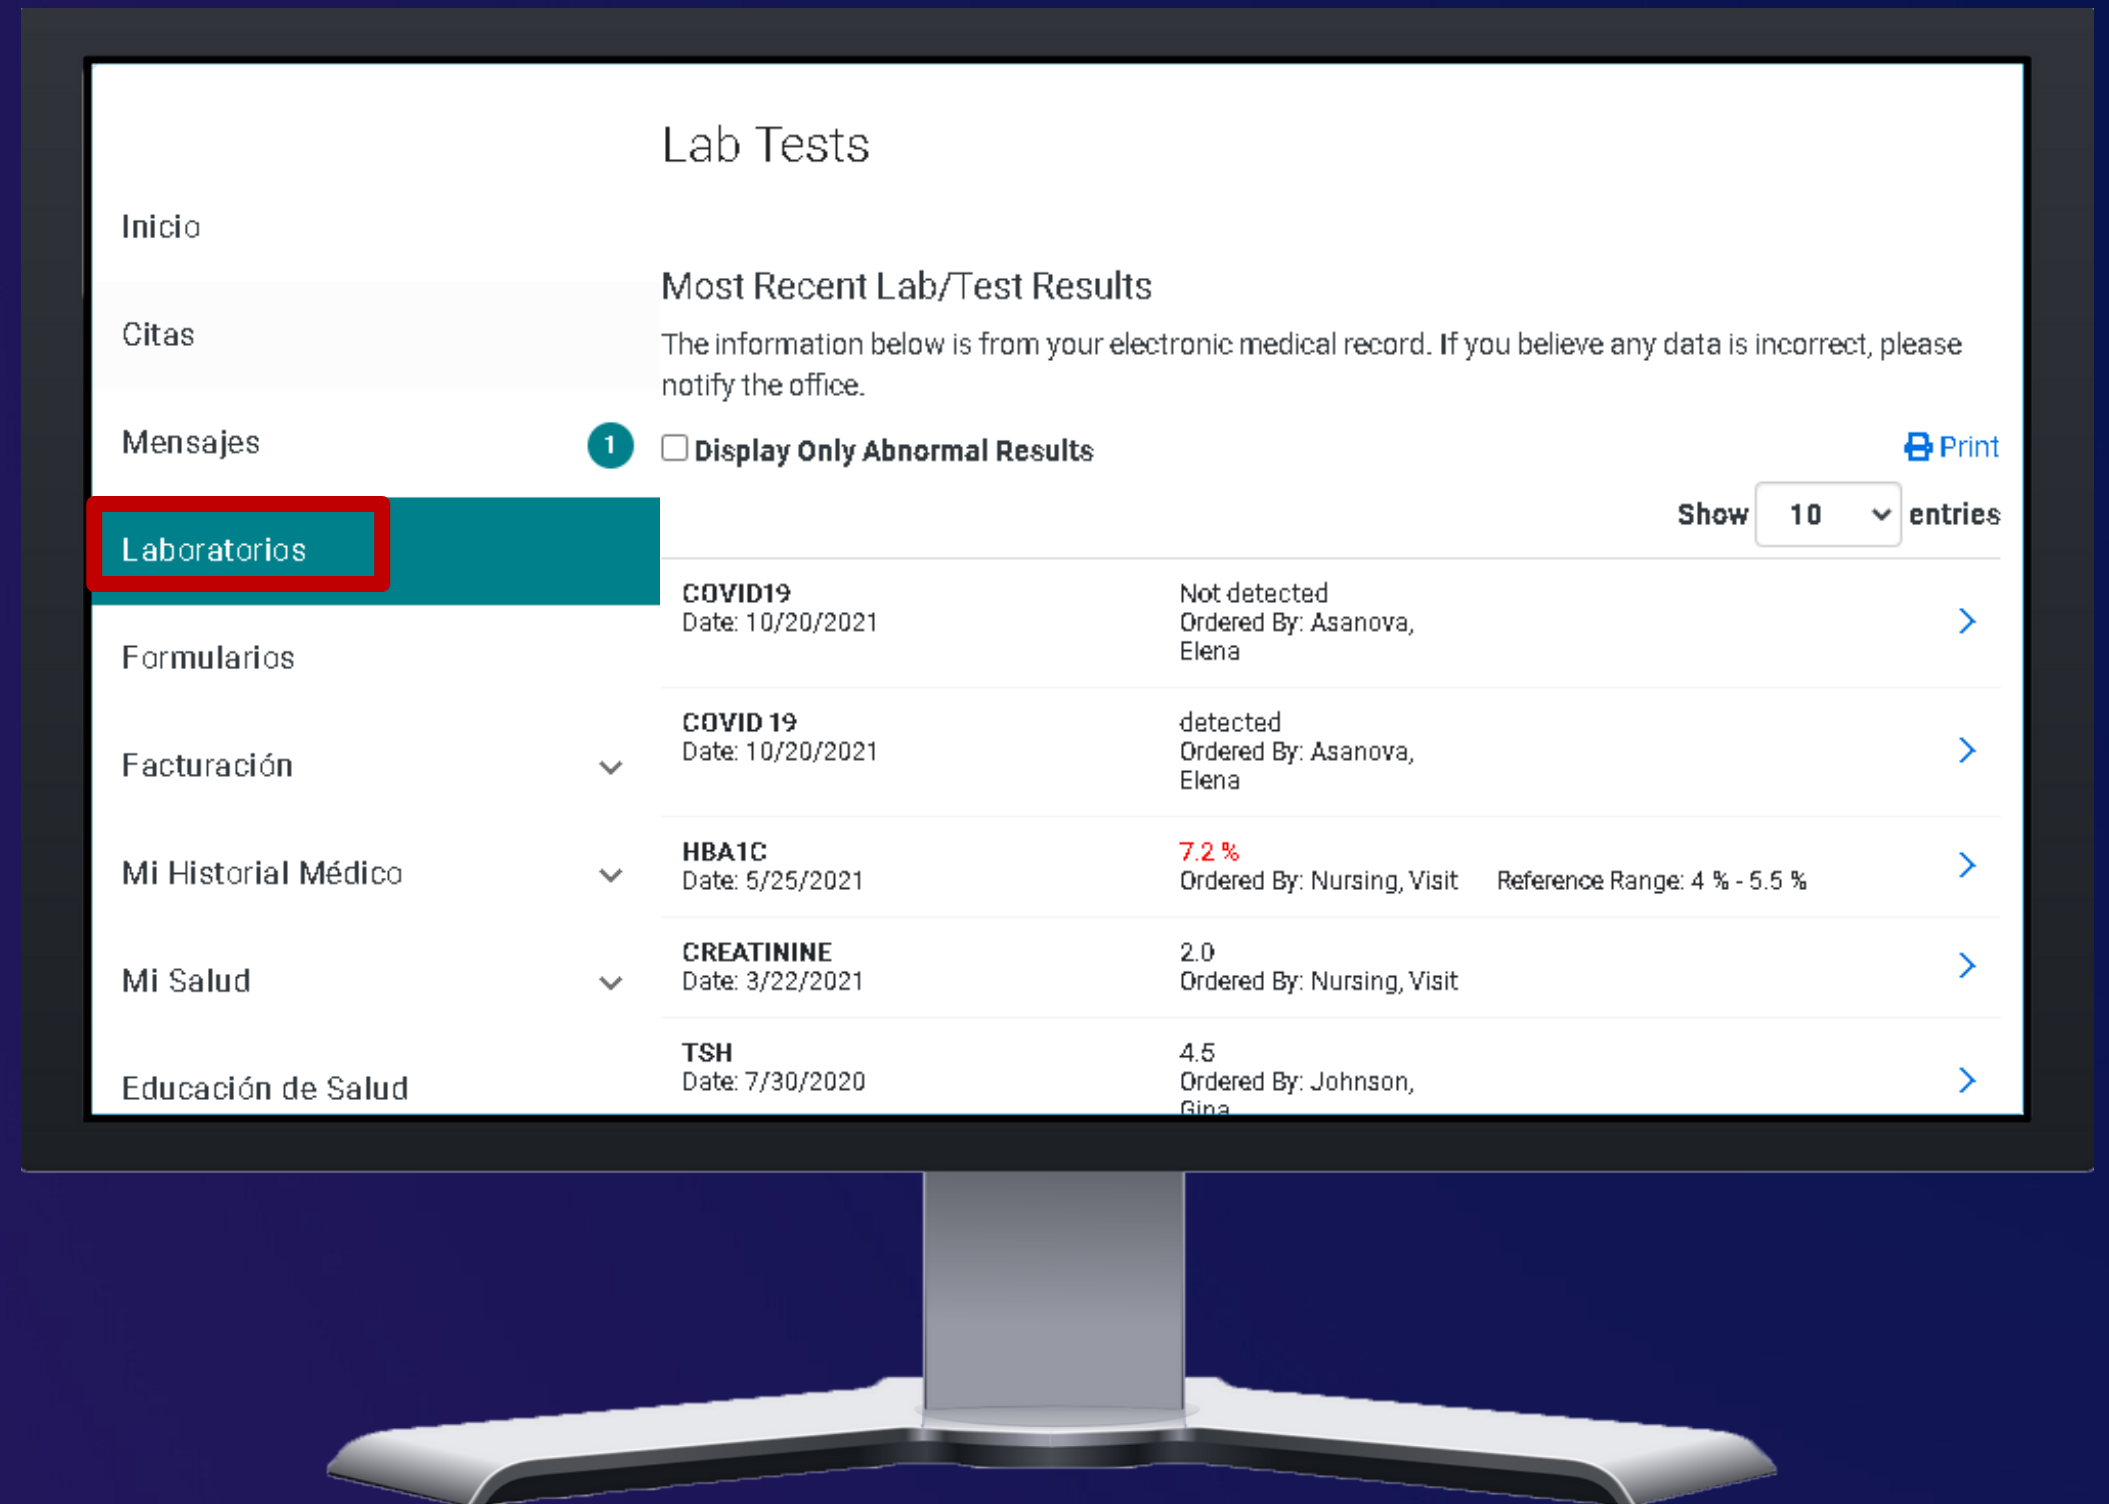 Inicio
Citas
Mensajes
1
Laboratorios
Formularios
Facturación
Mi Historial Médico
Mi Salud
Educación de Salud
Lab Tests
Most Recent Lab/Test Results
The information below is from your electronic medical record. If you believe any data is incorrect, please
notify the office.
Display Only Abnormal Results
Print
Show 10 entries
COVID19
Date: 10/20/2021
Not detected
Ordered By: Asanova,
Elena
COVID 19
Date: 10/20/2021
detected
Ordered By: Asanova,
Elena
HBA1C
Date: 5/25/2021
7.2 %
Ordered By: Nursing, Visit
Reference Range: 4 % - 5.5 %
CREATININE
Date: 3/22/2021
2.0
Ordered By: Nursing, Visit
TSH
Date: 7/30/2020
4.5
Ordered By: Johnson,
Gina